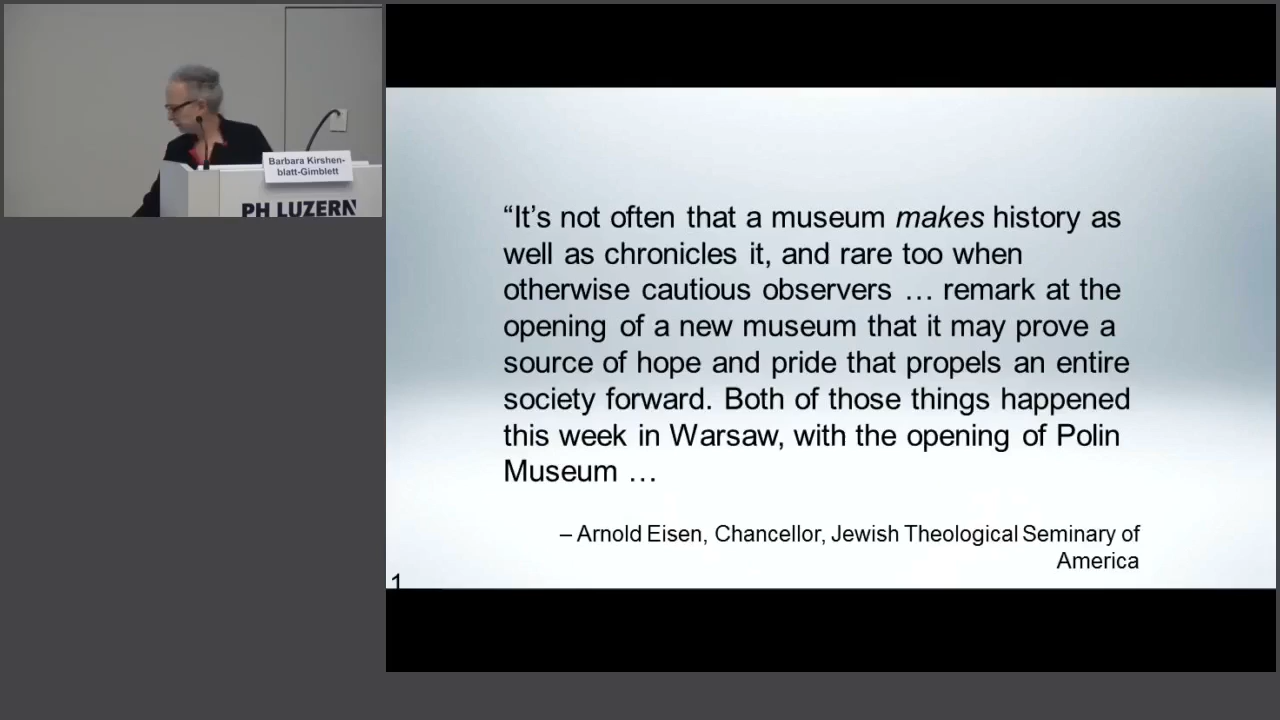 Barbara Kirshen-
blatt-Gimblett
PH LUZERN
“It’s not often that a museum makes history as
well as chronicles it, and rare too when
otherwise cautious observers … remark at the
opening of a new museum that it may prove a
source of hope and pride that propels an entire
society forward. Both of those things happened
this week in Warsaw, with the opening of Polin
Museum …
– Arnold Eisen, Chancellor, Jewish Theological Seminary of
America
1